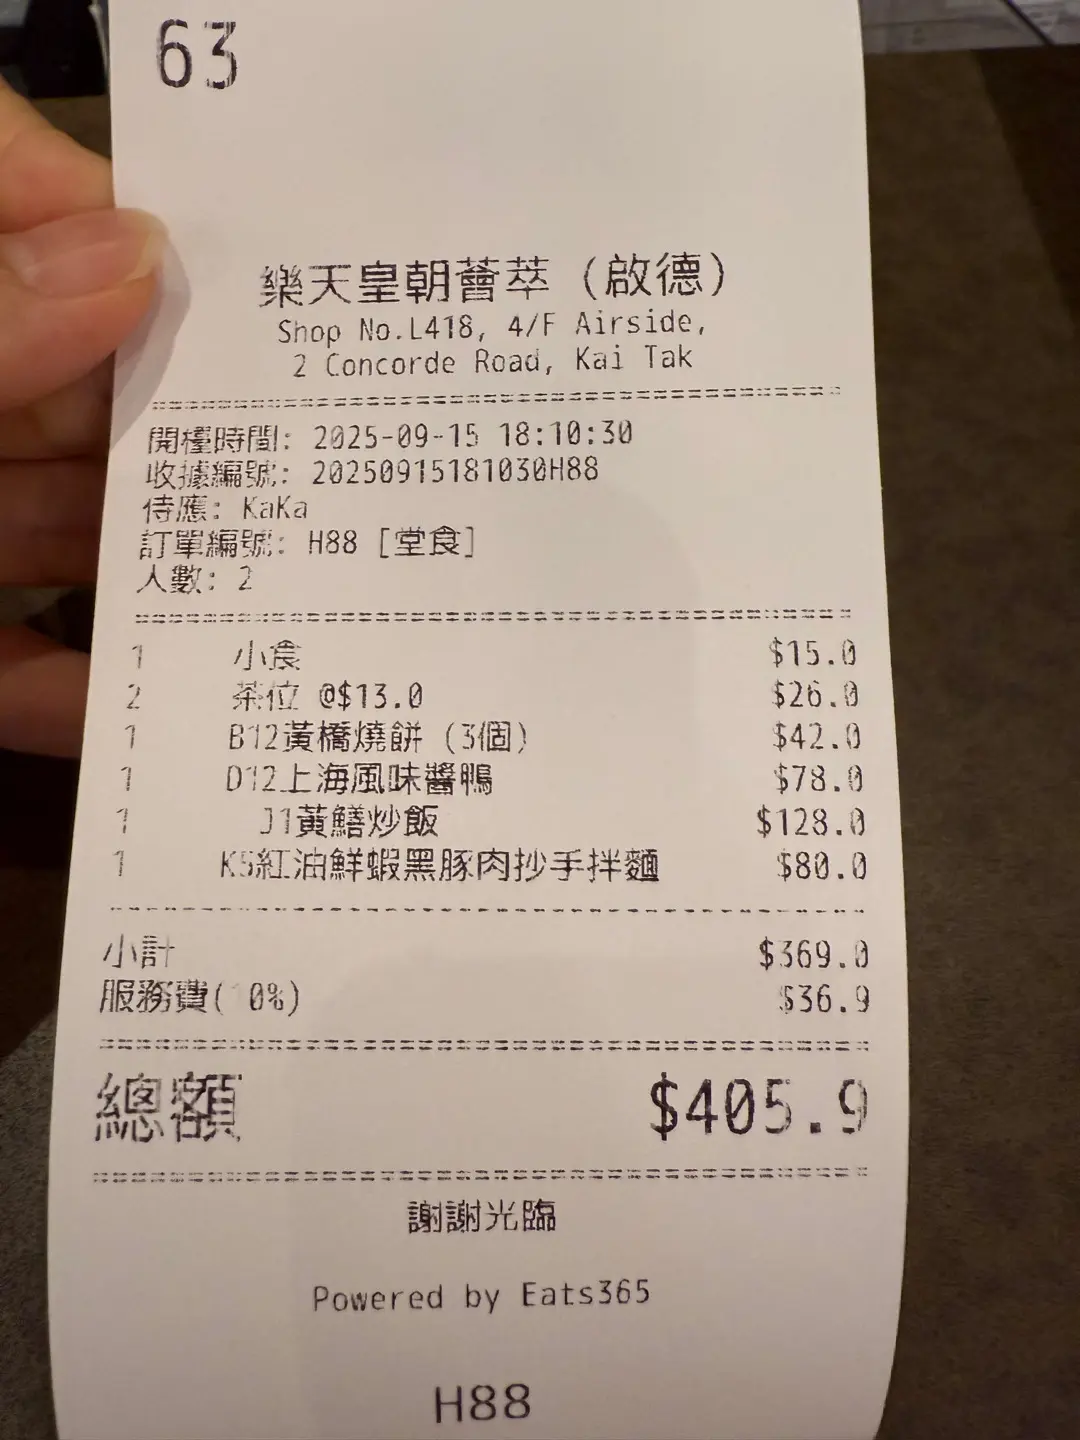 63
樂天皇朝薈萃 (啟德)
Shop No.L418, 4/F Airside,
2 Concorde Road, Kai Tak
開檯時間: 2025-09-15 18:10:30
收據編號: 20250915181030H88
侍應: KaKa
訂單編號: H88 [堂食]
人數: 2
1 小食 $15.0
2 茶位 @$13.0 $26.0
1 B12黃橋燒餅 (3個) $42.0
1 D12上海風味醬鴨 $78.0
1 J1黃鱔炒飯 $128.0
1 K5紅油鮮蝦黑豚肉抄手拌麵 $80.0
小計 $369.0
服務費(10%) $36.9
總額 $405.9
謝謝光臨
Powered by Eats365
H88